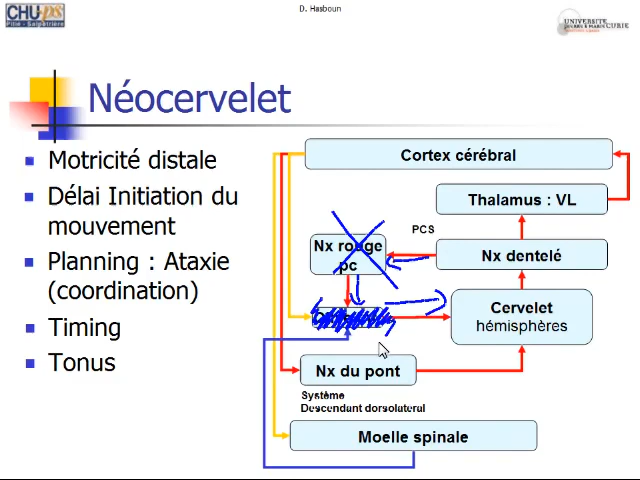 D. Hasboun
CHU ps
Pitié - Salpêtrière
UNIVERSITE
PIERRE & MARIE CURIE
Néocervelet
Motricité distale
Délai Initiation du
mouvement
Planning : Ataxie
(coordination)
Timing
Tonus
Cortex cérébral
Thalamus : VL
PCS
Nx rouge
pc
Nx dentelé
Cervelet
hémisphères
Nx du pont
Système
Descendant dorsolateral
Moelle spinale